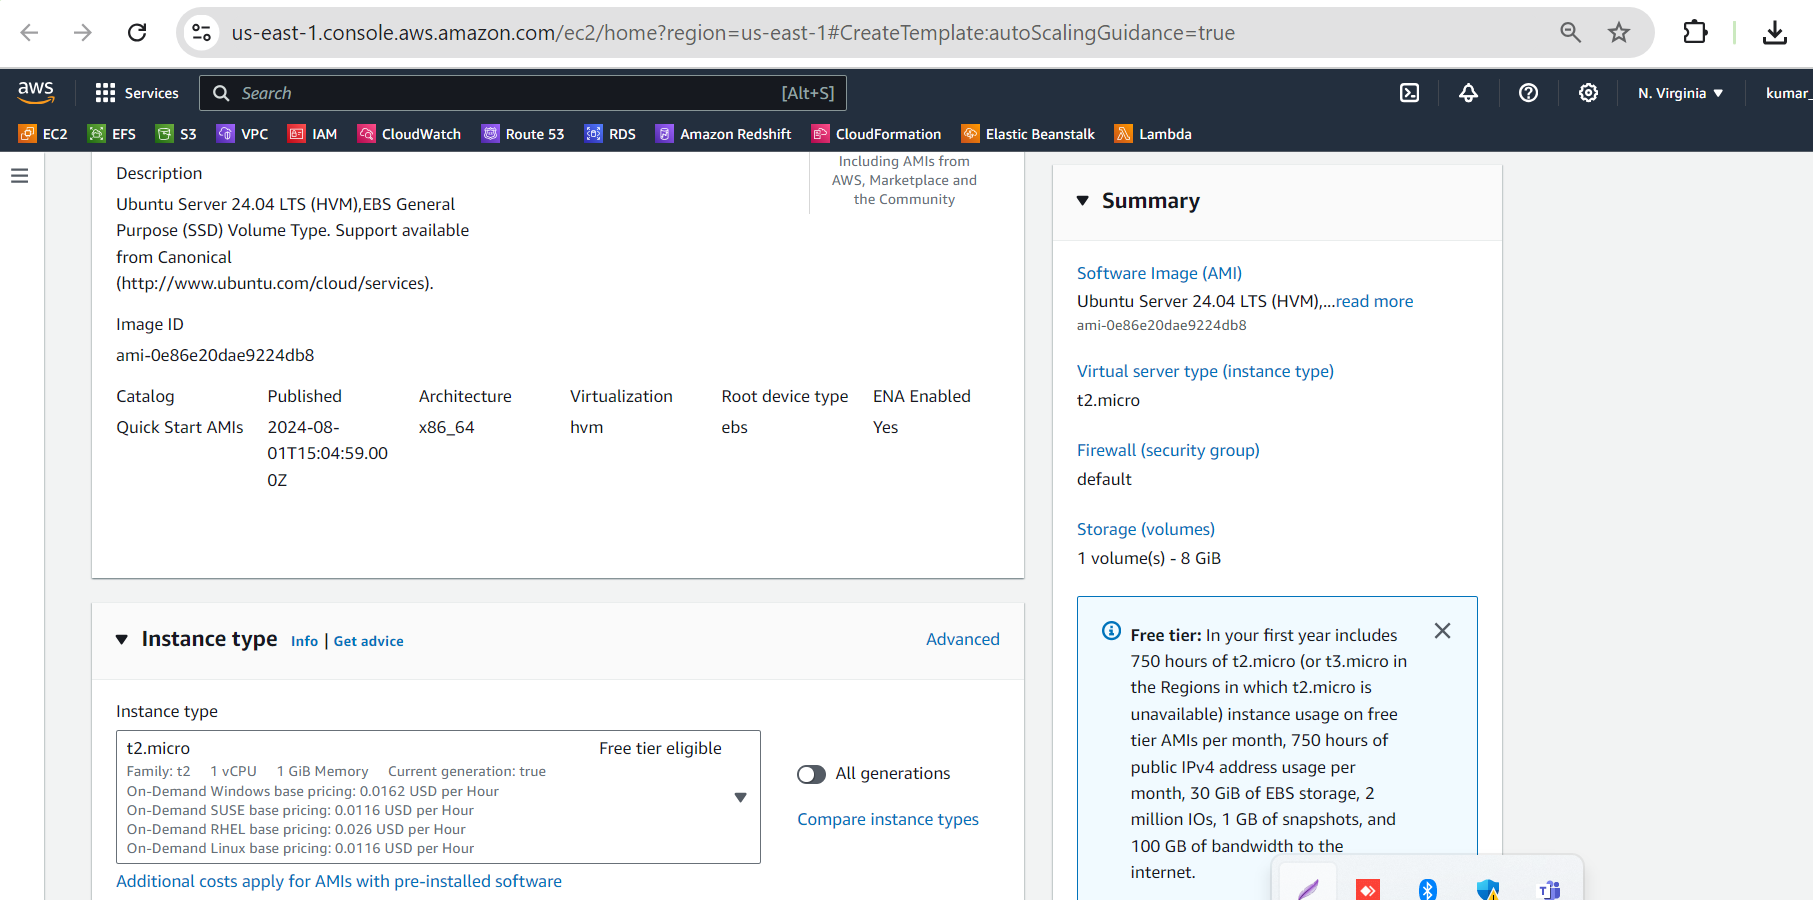 us-east-1.console.aws.amazon.com/ec2/home?region=us-east-1#CreateTemplate:autoScalingGuidance=true
aws
Services
Search
[Alt+S]
N. Virginia
kumar_
EC2
EFS
S3
VPC
IAM
CloudWatch
Route 53
RDS
Amazon Redshift
CloudFormation
Elastic Beanstalk
Lambda
Description
Ubuntu Server 24.04 LTS (HVM),EBS General
Purpose (SSD) Volume Type. Support available
from Canonical
(http://www.ubuntu.com/cloud/services).
Including AMIs from
AWS, Marketplace and
the Community
Image ID
ami-0e86e20dae9224db8
Catalog
Published
Architecture
Virtualization
Root device type
ENA Enabled
Quick Start AMIs
2024-08-
01T15:04:59.00
0Z
x86_64
hvm
ebs
Yes
Instance type
Info | Get advice
Advanced
Instance type
t2.micro
Free tier eligible
Family: t2 1 vCPU 1 GiB Memory Current generation: true
On-Demand Windows base pricing: 0.0162 USD per Hour
On-Demand SUSE base pricing: 0.0116 USD per Hour
On-Demand RHEL base pricing: 0.026 USD per Hour
On-Demand Linux base pricing: 0.0116 USD per Hour
All generations
Compare instance types
Additional costs apply for AMIs with pre-installed software
Summary
Software Image (AMI)
Ubuntu Server 24.04 LTS (HVM),...read more
ami-0e86e20dae9224db8
Virtual server type (instance type)
t2.micro
Firewall (security group)
default
Storage (volumes)
1 volume(s) - 8 GiB
Free tier: In your first year includes
750 hours of t2.micro (or t3.micro in
the Regions in which t2.micro is
unavailable) instance usage on free
tier AMIs per month, 750 hours of
public IPv4 address usage per
month, 30 GiB of EBS storage, 2
million IOs, 1 GB of snapshots, and
100 GB of bandwidth to the
internet.